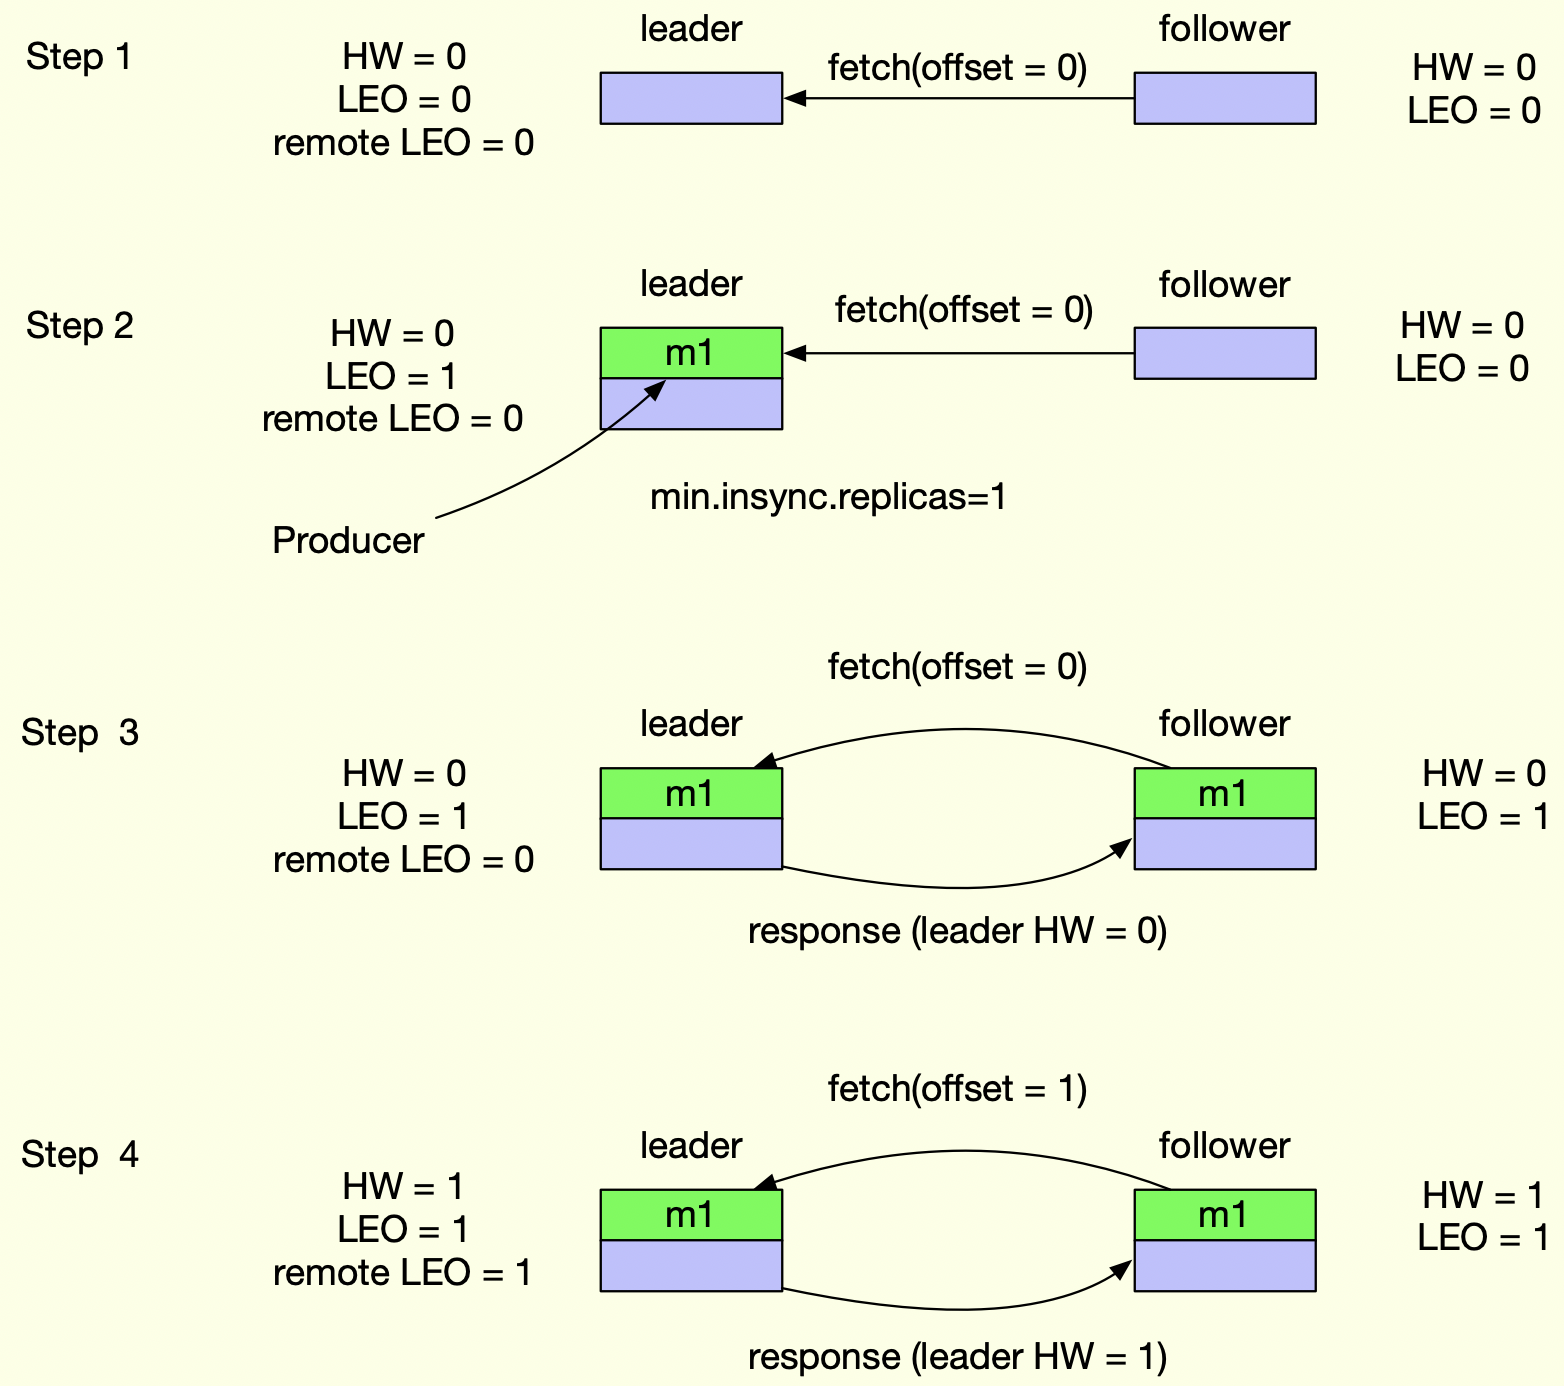 Step 1
HW = 0
LEO = 0
remote LEO = 0
leader
fetch(offset = 0)
follower
HW = 0
LEO = 0
Step 2
HW = 0
LEO = 1
remote LEO = 0
leader
m1
fetch(offset = 0)
follower
HW = 0
LEO = 0
Producer
min.insync.replicas=1
Step 3
HW = 0
LEO = 1
remote LEO = 0
fetch(offset = 0)
leader
m1
follower
m1
HW = 0
LEO = 1
response (leader HW = 0)
Step 4
HW = 1
LEO = 1
remote LEO = 1
fetch(offset = 1)
leader
m1
follower
m1
HW = 1
LEO = 1
response (leader HW = 1)